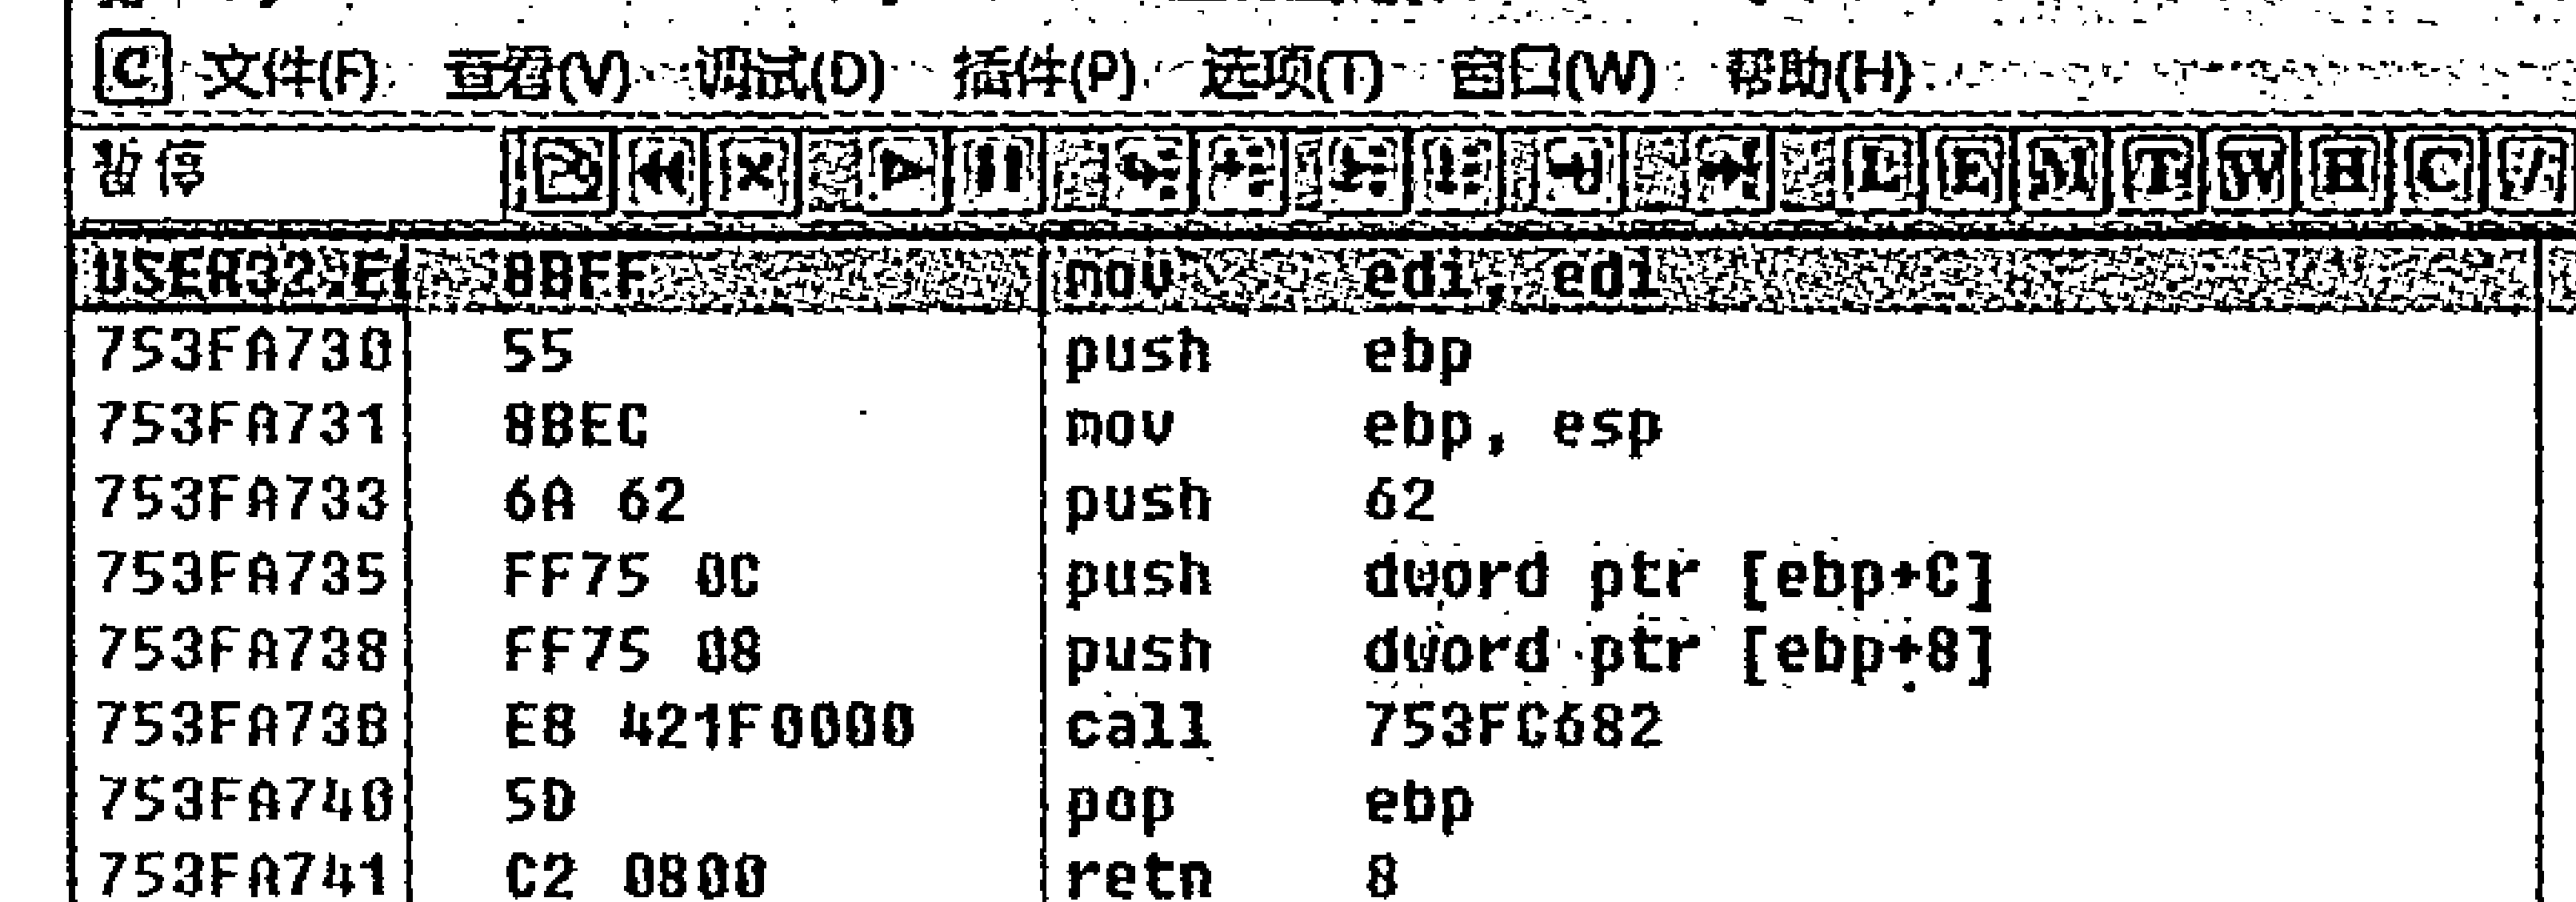 C 文件(F) 查看(V) 调试(D) 插件(P) 选项(T) 窗口(W) 帮助(H)
暂停 L E M T W H C /
USER32.E 8BFF mov edi, edi
753FA730 55 push ebp
753FA731 8BEC mov ebp, esp
753FA733 6A 62 push 62
753FA735 FF75 0C push dword ptr [ebp+C]
753FA738 FF75 08 push dword ptr [ebp+8]
753FA73B E8 421F0000 call 753FC682
753FA740 5D pop ebp
753FA741 C2 0800 retn 8